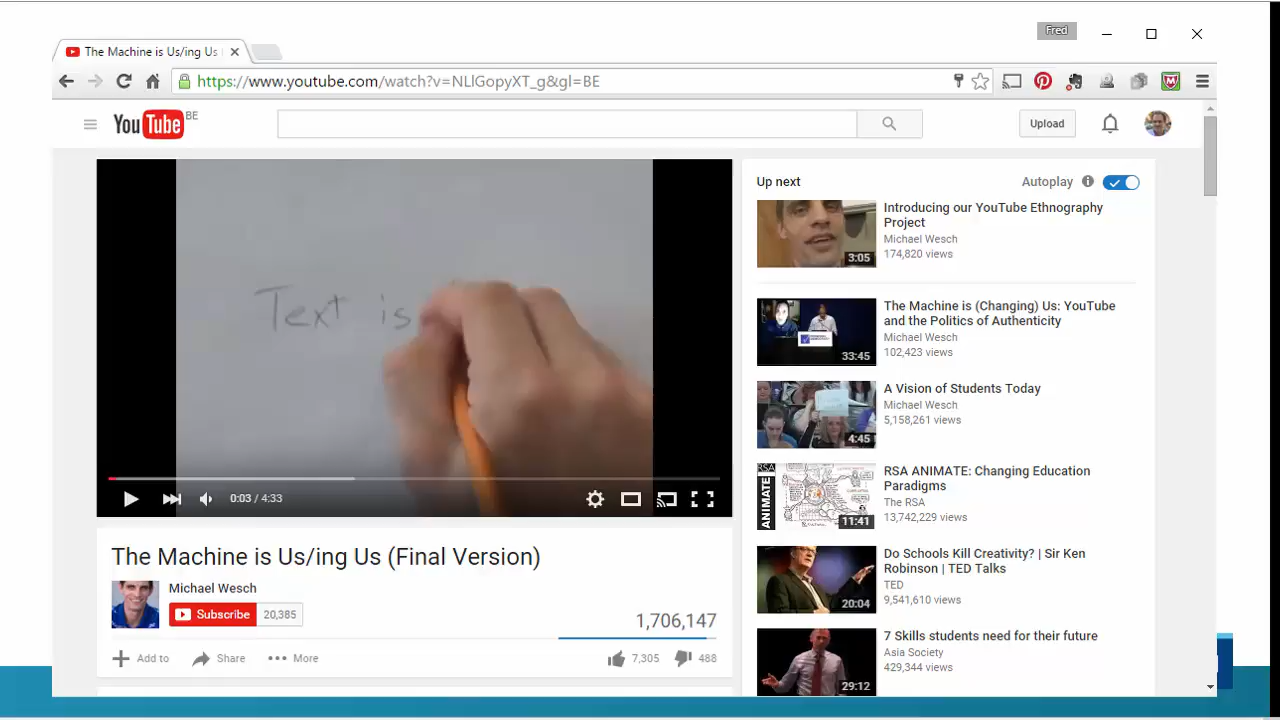 Fred
The Machine is Us/ing Us
https://www.youtube.com/watch?v=NLlGopyXT_g&gl=BE
YouTube BE
Upload
Text is
0:03 / 4:33
The Machine is Us/ing Us (Final Version)
Michael Wesch
Subscribe 20,385
1,706,147
Add to Share More 7,305 488
Up next Autoplay
Introducing our YouTube Ethnography
Project
Michael Wesch
174,820 views
3:05
The Machine is (Changing) Us: YouTube
and the Politics of Authenticity
Michael Wesch
102,423 views
33:45
A Vision of Students Today
Michael Wesch
5,158,261 views
4:45
RSA ANIMATE: Changing Education
Paradigms
The RSA
13,742,229 views
RSA
ANIMATE
11:41
Do Schools Kill Creativity? | Sir Ken
Robinson | TED Talks
TED
9,541,610 views
20:04
7 Skills students need for their future
Asia Society
429,344 views
29:12